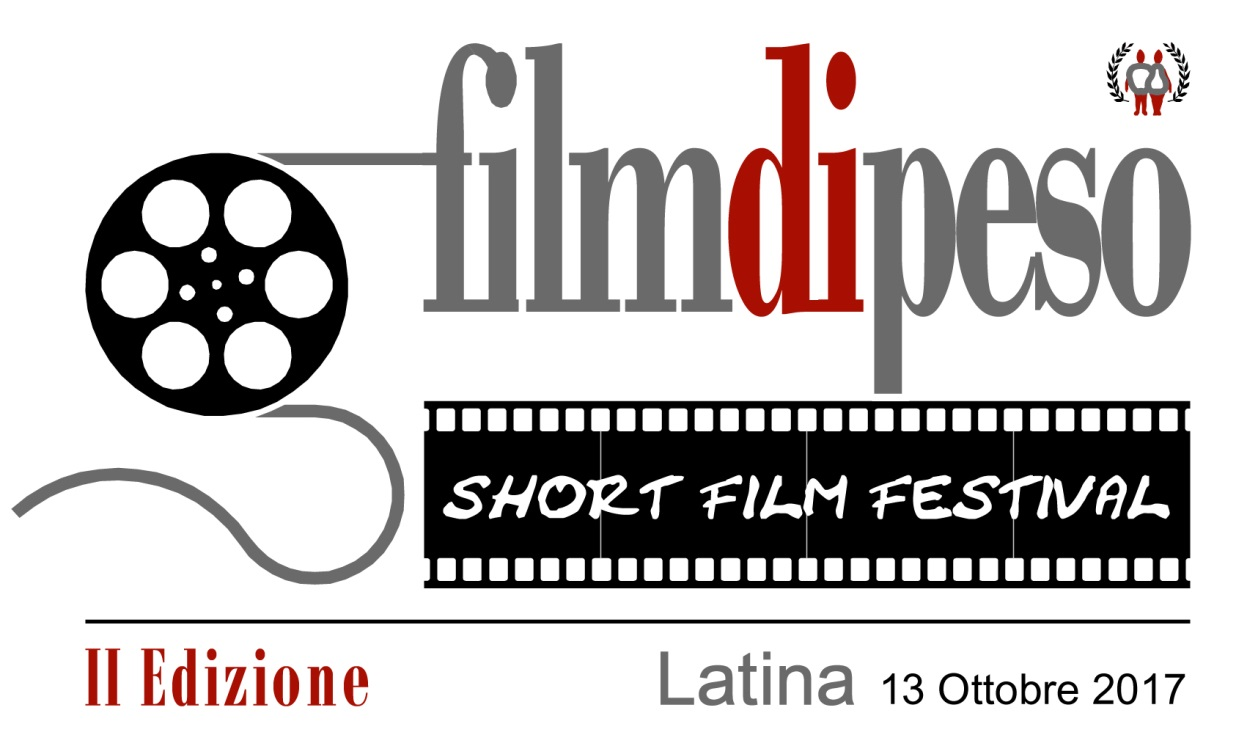 filmdipeso
SHORT FILM FESTIVAL
II Edizione
Latina 13 Ottobre 2017